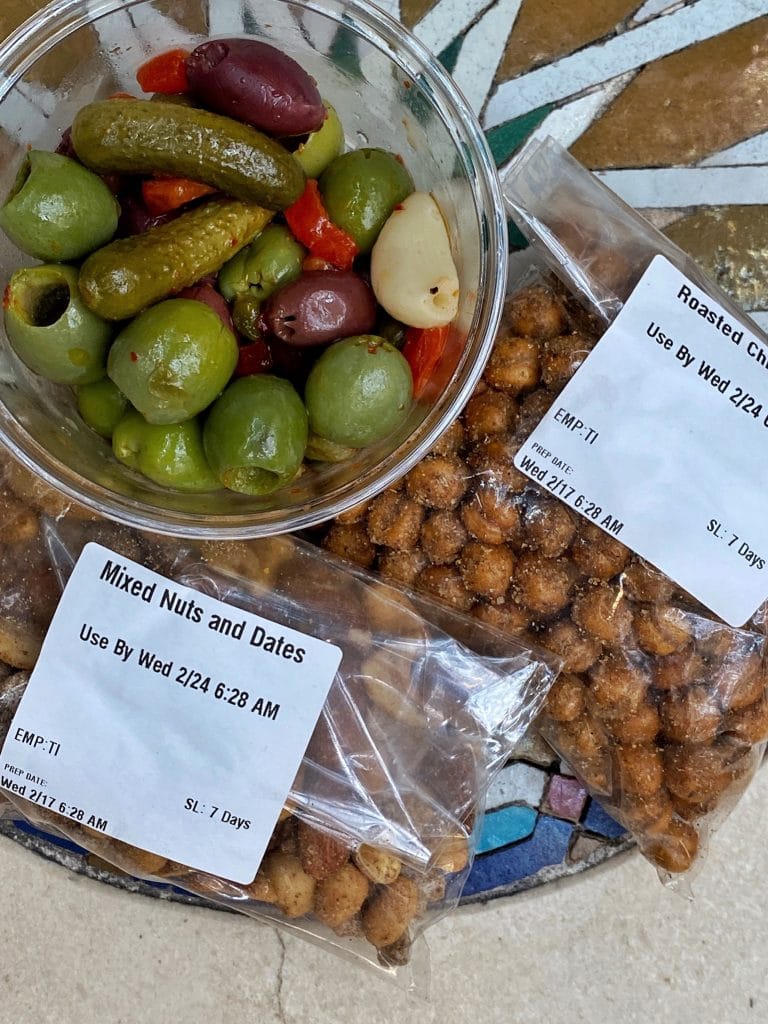 Roasted
Use By Wed 2/24
EMP:TI
PREP DATE:
Wed 2/17 6:28 AM
SL: 7 Days
Mixed Nuts and Dates
Use By Wed 2/24 6:28 AM
EMP:TI
PREP DATE:
Wed 2/17 6:28 AM
SL: 7 Days